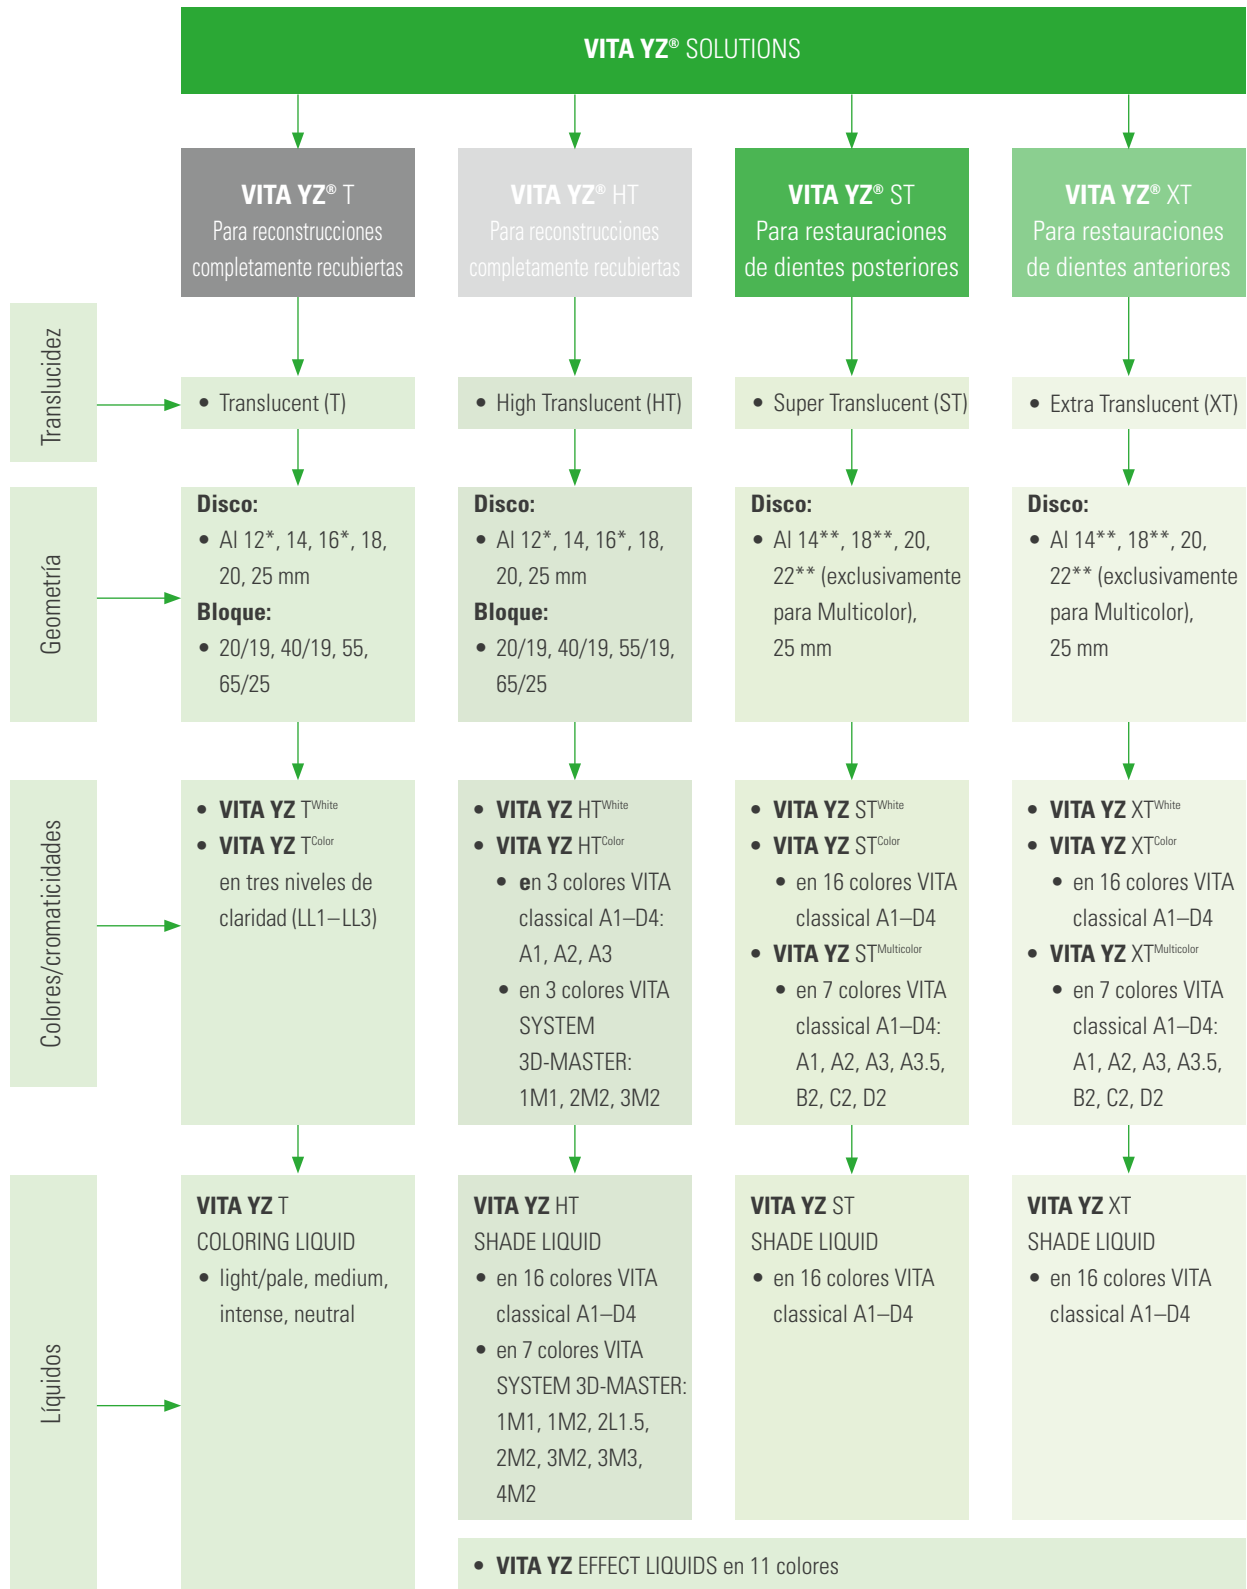 VITA YZ® SOLUTIONS
VITA YZ® T
Para reconstrucciones
completamente recubiertas
VITA YZ® HT
Para reconstrucciones
completamente recubiertas
VITA YZ® ST
Para restauraciones
de dientes posteriores
VITA YZ® XT
Para restauraciones
de dientes anteriores
Translucidez
• Translucent (T)
• High Translucent (HT)
• Super Translucent (ST)
• Extra Translucent (XT)
Geometría
Disco:
• Al 12*, 14, 16*, 18,
20, 25 mm
Bloque:
• 20/19, 40/19, 55,
65/25
Disco:
• Al 12*, 14, 16*, 18,
20, 25 mm
Bloque:
• 20/19, 40/19, 55/19,
65/25
Disco:
• Al 14**, 18**, 20,
22** (exclusivamente
para Multicolor),
25 mm
Disco:
• Al 14**, 18**, 20,
22** (exclusivamente
para Multicolor),
25 mm
Colores/cromaticidades
• VITA YZ TWhite
• VITA YZ TColor
en tres niveles de
claridad (LL1–LL3)
• VITA YZ HTWhite
• VITA YZ HTColor
• en 3 colores VITA
classical A1–D4:
A1, A2, A3
• en 3 colores VITA
SYSTEM
3D-MASTER:
1M1, 2M2, 3M2
• VITA YZ STWhite
• VITA YZ STColor
• en 16 colores VITA
classical A1–D4
• VITA YZ STMulticolor
• en 7 colores VITA
classical A1–D4:
A1, A2, A3, A3.5,
B2, C2, D2
• VITA YZ XTWhite
• VITA YZ XTColor
• en 16 colores VITA
classical A1–D4
• VITA YZ XTMulticolor
• en 7 colores VITA
classical A1–D4:
A1, A2, A3, A3.5,
B2, C2, D2
Líquidos
VITA YZ T
COLORING LIQUID
• light/pale, medium,
intense, neutral
VITA YZ HT
SHADE LIQUID
• en 16 colores VITA
classical A1–D4
• en 7 colores VITA
SYSTEM 3D-MASTER:
1M1, 1M2, 2L1.5,
2M2, 3M2, 3M3,
4M2
VITA YZ ST
SHADE LIQUID
• en 16 colores VITA
classical A1–D4
VITA YZ XT
SHADE LIQUID
• en 16 colores VITA
classical A1–D4
• VITA YZ EFFECT LIQUIDS en 11 colores